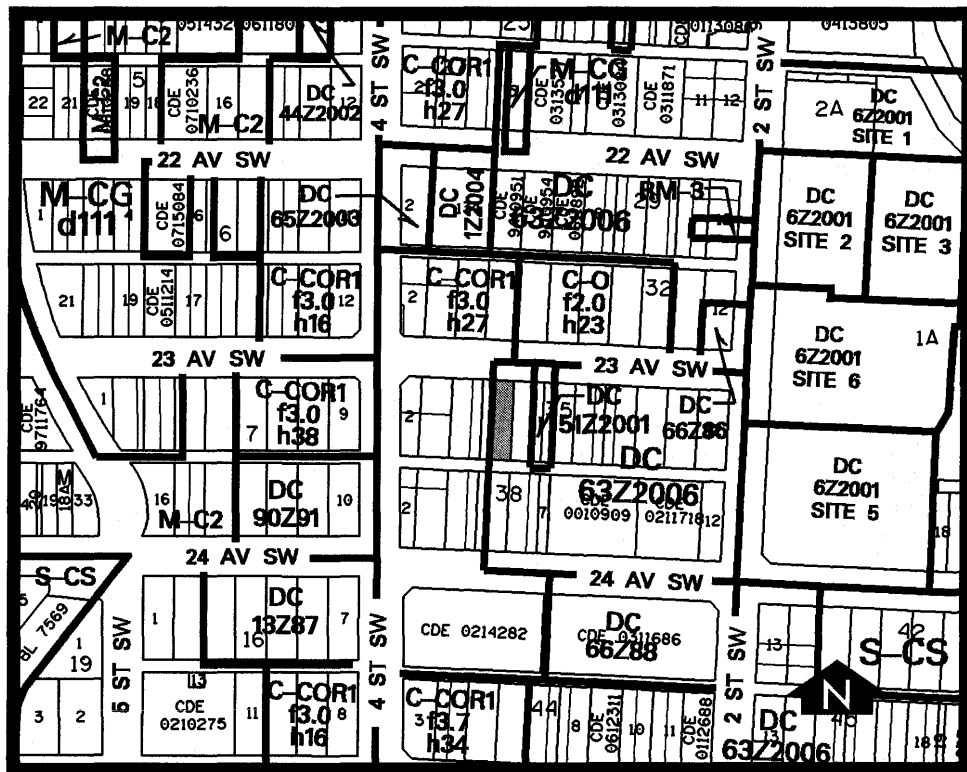 M-C2
0413805
4 ST SW
2 ST SW
22
21
5
19
18
CDE
0710236
16
M-C2
DC
44Z2002
12
C-COR1
f3.0
h27
M-CG
d111
CDE
0311871
11
12
2A
DC
6Z2001
SITE 1
22 AV SW
22 AV SW
M-CG
d111
1
CDE
0715084
6
6
DC
65Z2003
2
DC
1Z2004
DC
63Z2006
29
RM-3
DC
6Z2001
SITE 2
DC
6Z2001
SITE 3
21
19
CDE
0511214
17
C-COR1
f3.0
h16
12
2
C-COR1
f3.0
h27
C-O
f2.0
h23
32
12
DC
6Z2001
SITE 6
1A
23 AV SW
23 AV SW
CDE
9711764
1
7
C-COR1
f3.0
h38
9
2
5
DC
151Z2001
DC
66Z86
DC
63Z2006
DC
6Z2001
SITE 5
18
33
16
M-C2
DC
90Z91
10
2
38
7
0010909
0211718
12
24 AV SW
24 AV SW
S-CS
5
BL 7569
1
19
3
2
5 ST SW
1
16
DC
13Z87
7
4 ST SW
CDE 0214282
DC
CDE 0311686
66Z88
2 ST SW
13
42
S-CS
N
13
CDE
0210275
11
C-COR1
f3.0
h16
8
C-COR1
3
f3.7
h34
44
8
CDE
0612311
10
11
CDE
0112688
DC
13
63Z2006
18